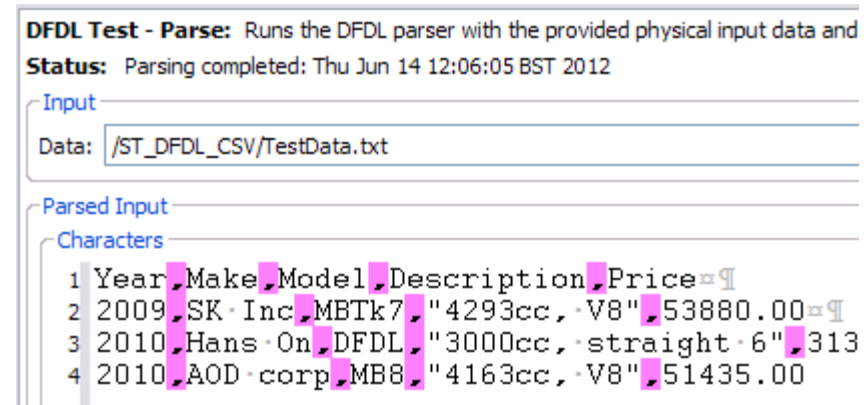 DFDL Test - Parse: Runs the DFDL parser with the provided physical input data and
Status: Parsing completed: Thu Jun 14 12:06:05 BST 2012
Input
Data: /ST_DFDL_CSV/TestData.txt
Parsed Input
Characters
1 Year,Make,Model,Description,Price¤¶
2 2009,SK·Inc,MBTk7,"4293cc,·V8",53880.00¤¶
3 2010,Hans·On,DFDL,"3000cc,·straight·6",313
4 2010,AOD·corp,MB8,"4163cc,·V8",51435.00